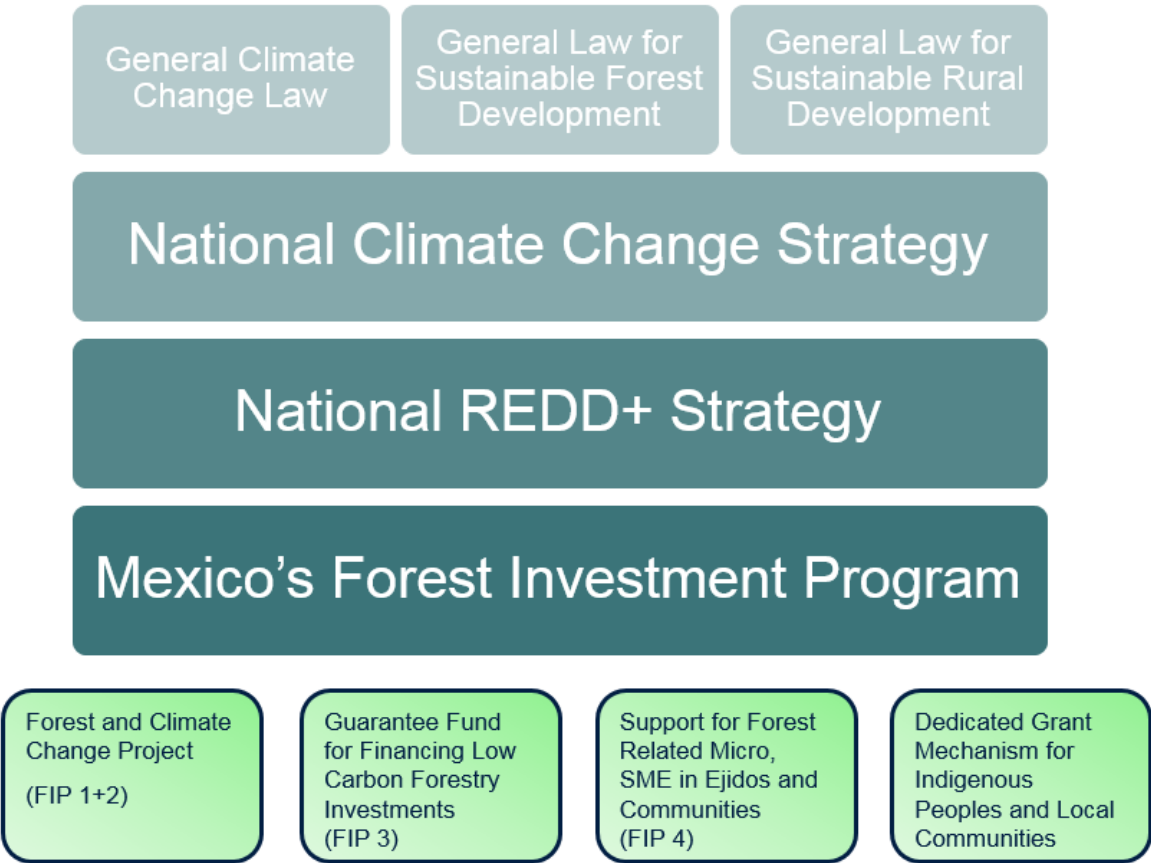 General Climate
Change Law
General Law for
Sustainable Forest
Development
General Law for
Sustainable Rural
Development
National Climate Change Strategy
National REDD+ Strategy
Mexico’s Forest Investment Program
Forest and Climate
Change Project
(FIP 1+2)
Guarantee Fund
for Financing Low
Carbon Forestry
Investments
(FIP 3)
Support for Forest
Related Micro,
SME in Ejidos and
Communities
(FIP 4)
Dedicated Grant
Mechanism for
Indigenous
Peoples and Local
Communities